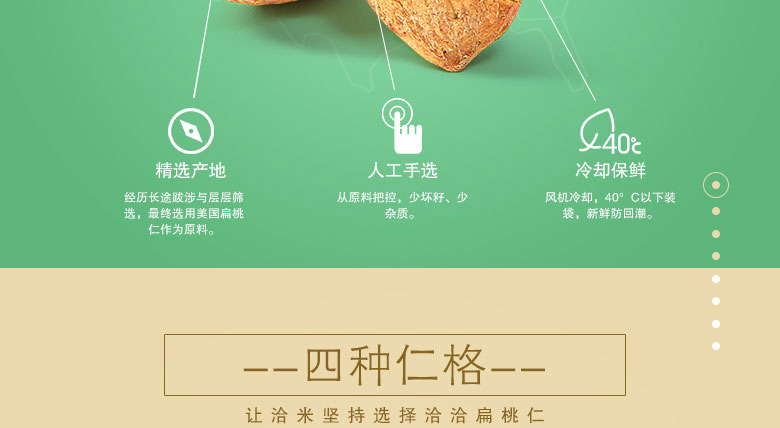 40℃
精选产地
人工手选
冷却保鲜
经历长途跋涉与层层筛
选，最终选用美国扁桃
仁作为原料。
从原料把控，少坏籽、少
杂质。
风机冷却，40°C以下装
袋，新鲜防回潮。
——四种仁格——
让洽米坚持选择洽洽扁桃仁